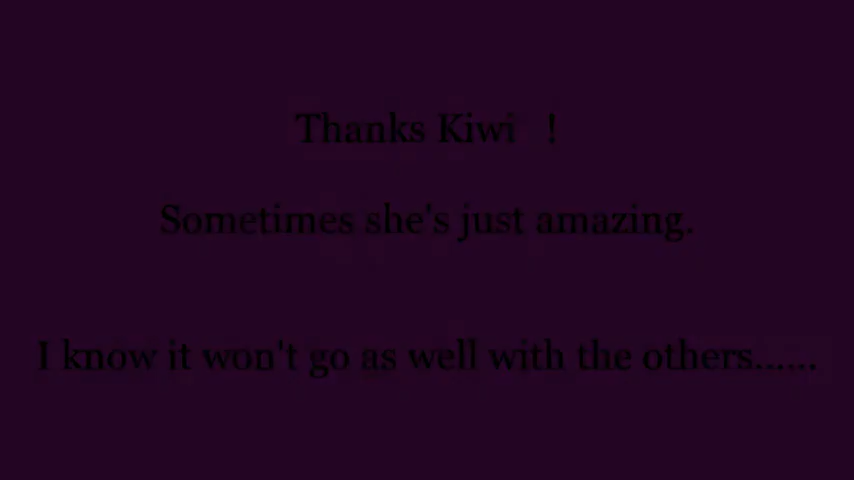 Thanks Kiwi !
Sometimes she's just amazing.
I know it won't go as well with the others......